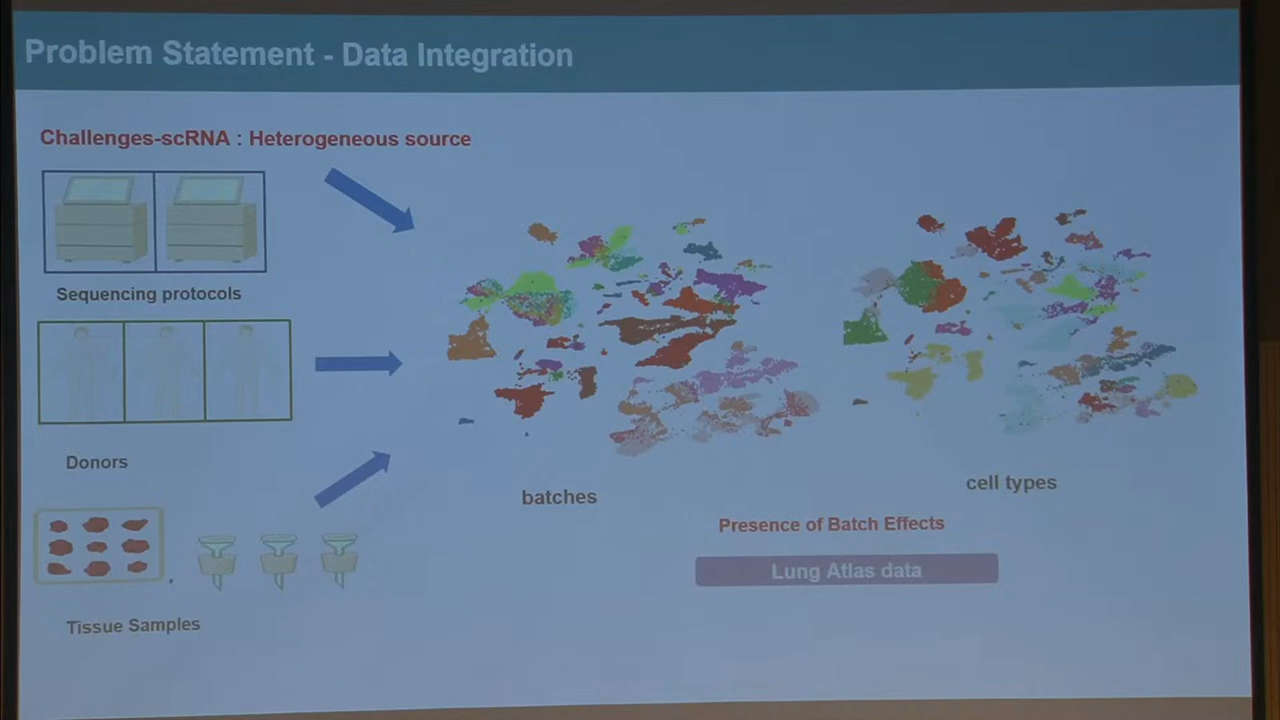 Problem Statement - Data Integration
Challenges-scRNA : Heterogeneous source
Sequencing protocols
Donors
Tissue Samples
batches
cell types
Presence of Batch Effects
Lung Atlas data